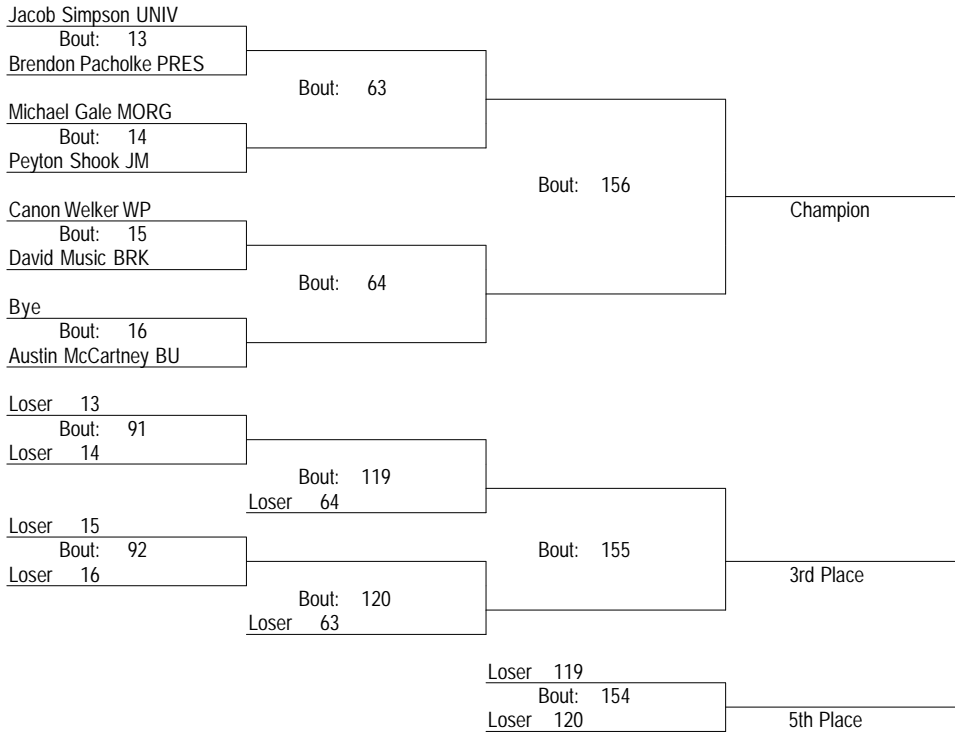 Jacob Simpson UNIV
Bout: 13
Brendon Pacholke PRES
Bout: 63
Michael Gale MORG
Bout: 14
Peyton Shook JM
Bout: 156
Champion
Canon Welker WP
Bout: 15
David Music BRK
Bout: 64
Bye
Bout: 16
Austin McCartney BU
Loser 13
Bout: 91
Loser 14
Bout: 119
Loser 64
Loser 15
Bout: 92
Loser 16
Bout: 155
3rd Place
Bout: 120
Loser 63
Loser 119
Bout: 154
Loser 120
5th Place